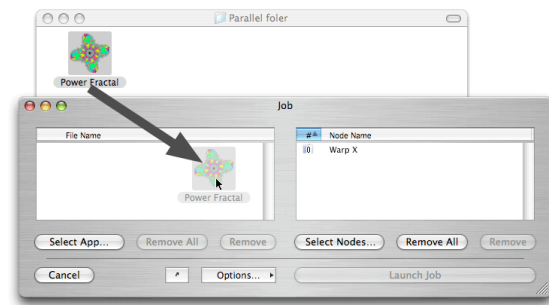 Parallel foler
Power Fractal
Job
File Name
# Node Name
0 Warp X
Power Fractal
Select App... Remove All Remove Select Nodes... Remove All Remove
Cancel Options... Launch Job